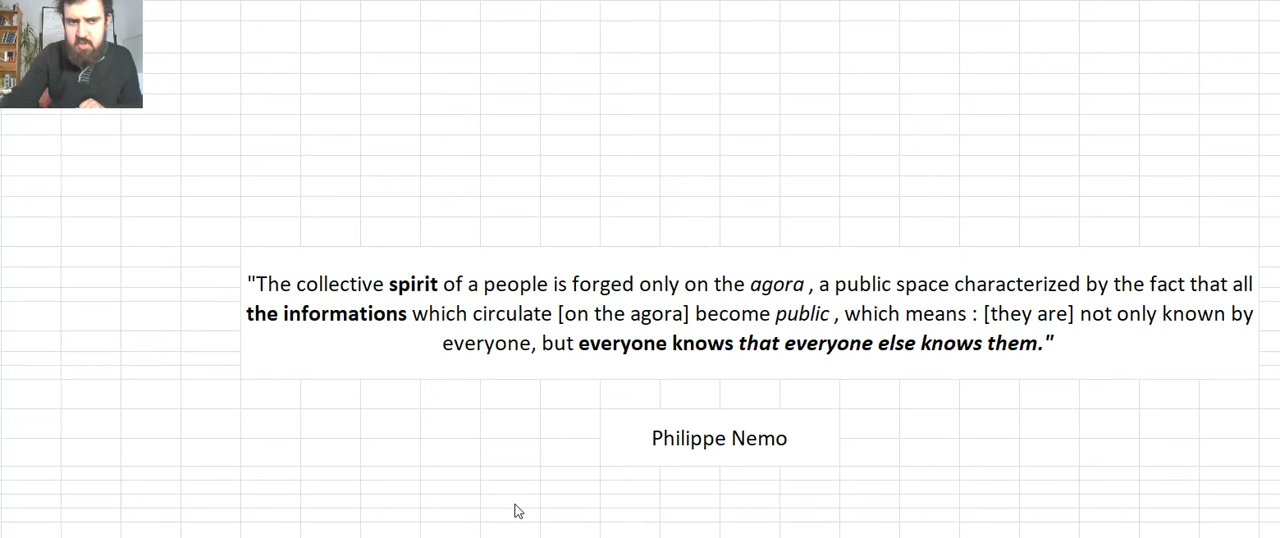 "The collective spirit of a people is forged only on the agora , a public space characterized by the fact that all
the informations which circulate [on the agora] become public , which means : [they are] not only known by
everyone, but everyone knows that everyone else knows them."
Philippe Nemo